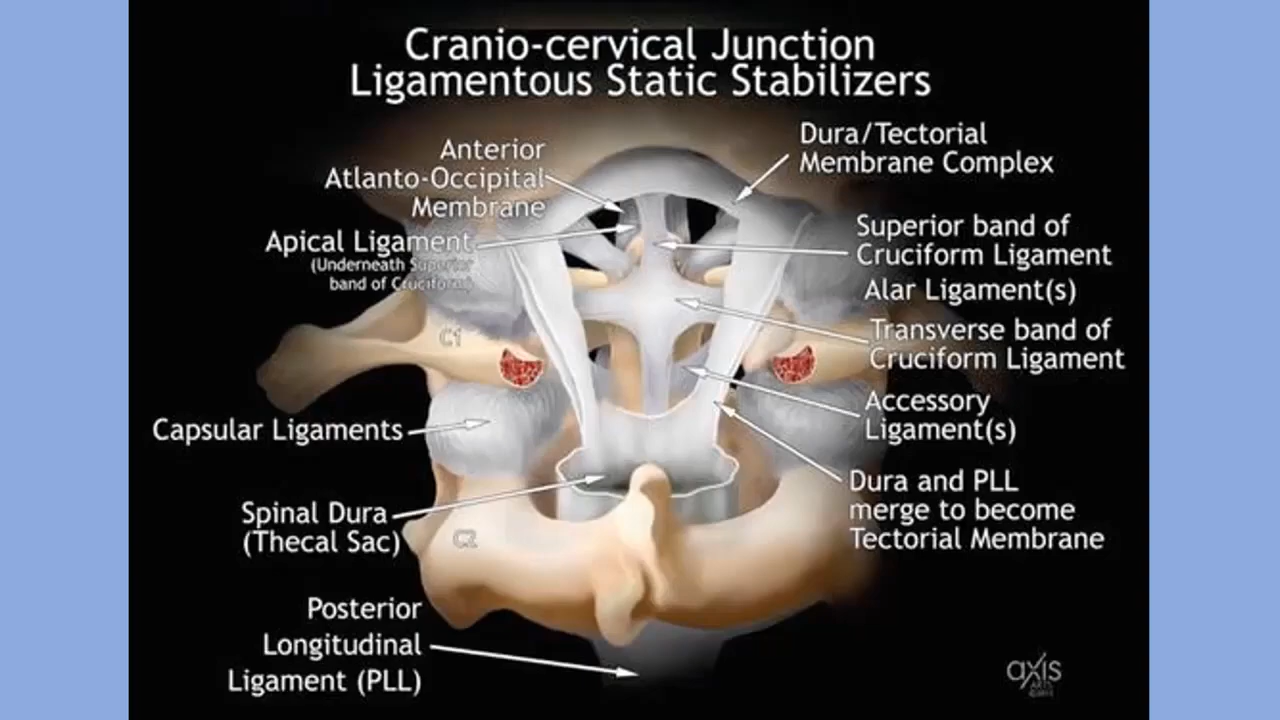 Cranio-cervical Junction
Ligamentous Static Stabilizers
Anterior
Atlanto-Occipital
Membrane
Apical Ligament
(Underneath Superior
band of Cruciform)
C1
Capsular Ligaments
Spinal Dura
(Thecal Sac)
C2
Posterior
Longitudinal
Ligament (PLL)
Dura/Tectorial
Membrane Complex
Superior band of
Cruciform Ligament
Alar Ligament(s)
Transverse band of
Cruciform Ligament
Accessory
Ligament(s)
Dura and PLL
merge to become
Tectorial Membrane
axis
ARTS